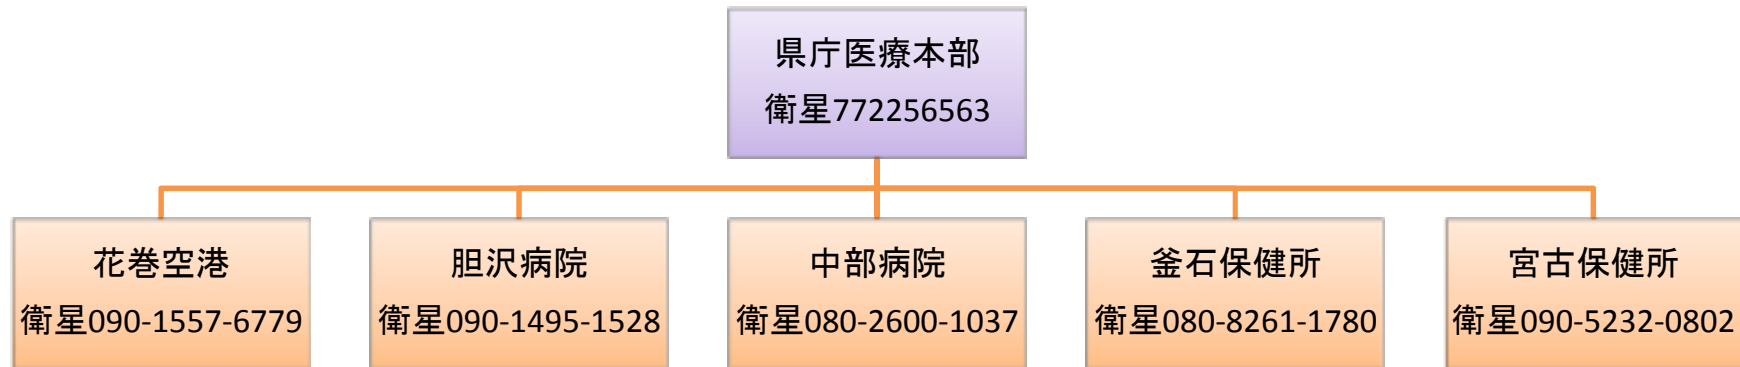 県庁医療本部
衛星772256563
花巻空港
衛星090-1557-6779
胆沢病院
衛星090-1495-1528
中部病院
衛星080-2600-1037
釜石保健所
衛星080-8261-1780
宮古保健所
衛星090-5232-0802